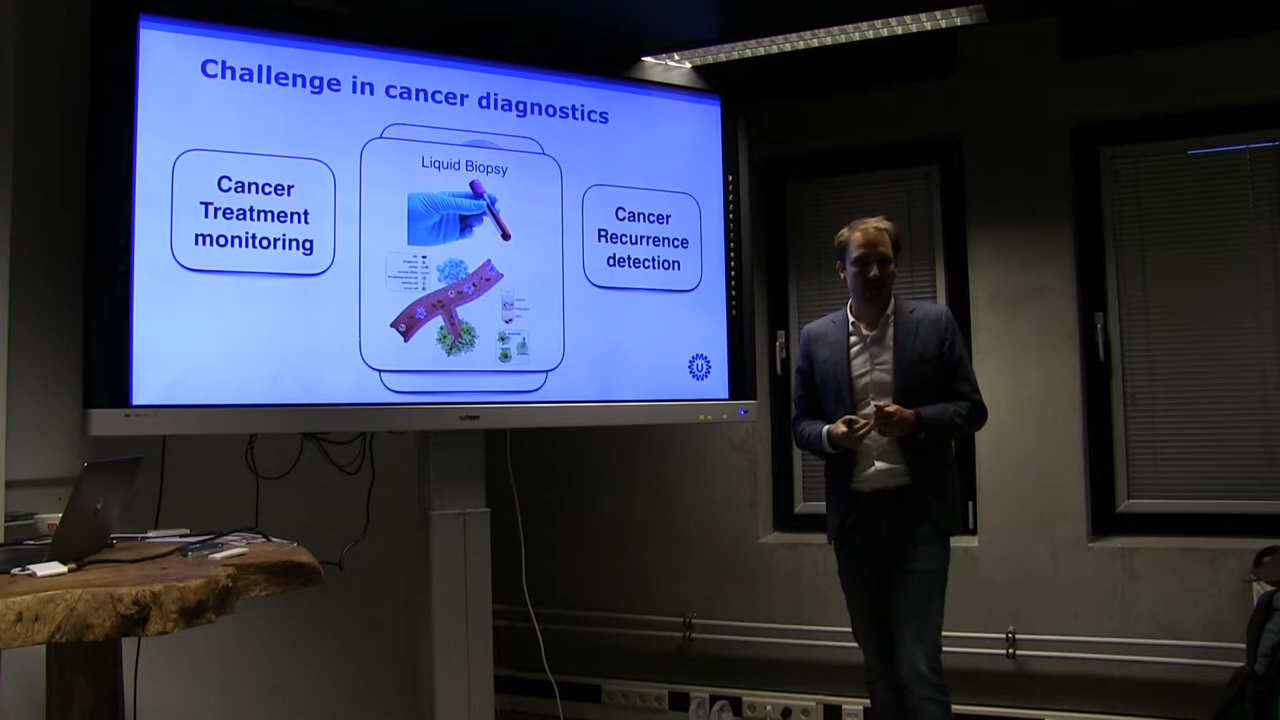 Challenge in cancer diagnostics
Cancer
Treatment
monitoring
Liquid Biopsy
Cancer
Recurrence
detection
U